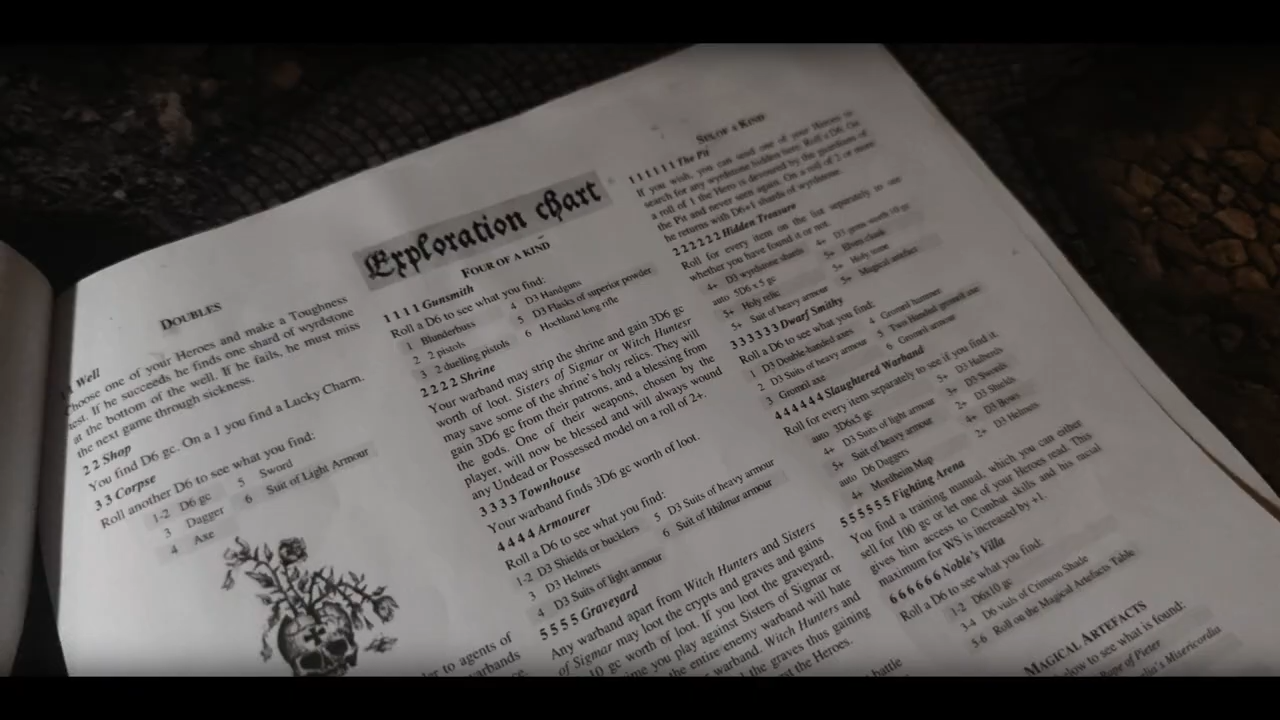 Exploration chart
DOUBLES
1 1 Well
Choose one of your Heroes and make a Toughness
test. If he succeeds he finds one shard of wyrdstone
at the bottom of the well. If he fails, he must miss
the next game through sickness.
2 2 Shop
You find D6 gc. On a 1 you find a Lucky Charm.
3 3 Corpse
Roll another D6 to see what you find:
1-2 D6 gc
3 Dagger
4 Axe
5 Sword
6 Suit of Light Armour
to agents of
warbands
FOUR OF A KIND
1 1 1 1 Gunsmith
Roll a D6 to see what you find:
1 Blunderbuss
2 2 pistols
3 2 duelling pistols
4 D3 Handguns
5 D3 Flasks of superior powder
6 Hochland long rifle
2 2 2 2 Shrine
Your warband may strip the shrine and gain 3D6 gc
worth of loot. Sisters of Sigmar or Witch Hunters
may save some of the shrine's holy relics. They will
gain 3D6 gc from their patrons, and a blessing from
the gods. One of their weapons, chosen by the
player, will now be blessed and will always wound
any Undead or Possessed model on a roll of 2+.
3 3 3 3 Townhouse
Your warband finds 3D6 gc worth of loot.
4 4 4 4 Armourer
Roll a D6 to see what you find:
1-2 D3 Shields or bucklers
3 D3 Helmets
4 D3 Suits of light armour
5 D3 Suits of heavy armour
6 Suit of Ithilmar armour
5 5 5 5 Graveyard
Any warband apart from Witch Hunters and Sisters
of Sigmar may loot the crypts and graves and gains
10 gc worth of loot. If you loot the graveyard,
time you play against Sisters of Sigmar or
the entire enemy warband will hate
warband. Witch Hunters and
the graves thus gaining
the Heroes.
battle
SIX OF A KIND
1 1 1 1 1 1 The Pit
If you wish, you can send one of your Heroes to
search for any wyrdstone hidden here. Roll a D6. On
a roll of 1 the Hero is devoured by the guardians of
the Pit and never seen again. On a roll of 2 or more
he returns with D6+1 shards of wyrdstone.
2 2 2 2 2 2 Hidden Treasure
Roll for every item on the list separately to see
whether you have found it or not.
4+ D3 wyrdstone shards
auto 5D6 x 5 gc
5+ Holy relic
5+ Suit of heavy armour
4+ D3 gems worth 10 gc
5+ Elven cloak
5+ Holy tome
5+ Magical artefact
3 3 3 3 3 Dwarf Smithy
Roll a D6 to see what you find:
1 D3 Double-handed axes
2 D3 Suits of heavy armour
3 Gromril axe
4 Gromril hammer
5 Two Handed gromril axe
6 Gromril armour
4 4 4 4 4 4 Slaughtered Warband
Roll for every item separately to see if you find it.
auto 3D6x5 gc
4+ D3 Suits of light armour
5+ Suit of heavy armour
auto D6 Daggers
4+ Mordheim Map
5+ D3 Halberds
3+ D3 Swords
2+ D3 Shields
4+ D3 Bows
2+ D3 Helmets
5 5 5 5 5 5 Fighting Arena
You find a training manual, which you can either
sell for 100 gc or let one of your Heroes read. This
gives him access to Combat skills and his racial
maximum for WS is increased by +1.
6 6 6 6 6 6 Noble's Villa
Roll a D6 to see what you find:
1-2 D6x10 gc
3-4 D6 vials of Crimson Shade
5-6 Roll on the Magical Artefacts Table
MAGICAL ARTEFACTS
below to see what is found:
Rope of Pieter
Misericordia